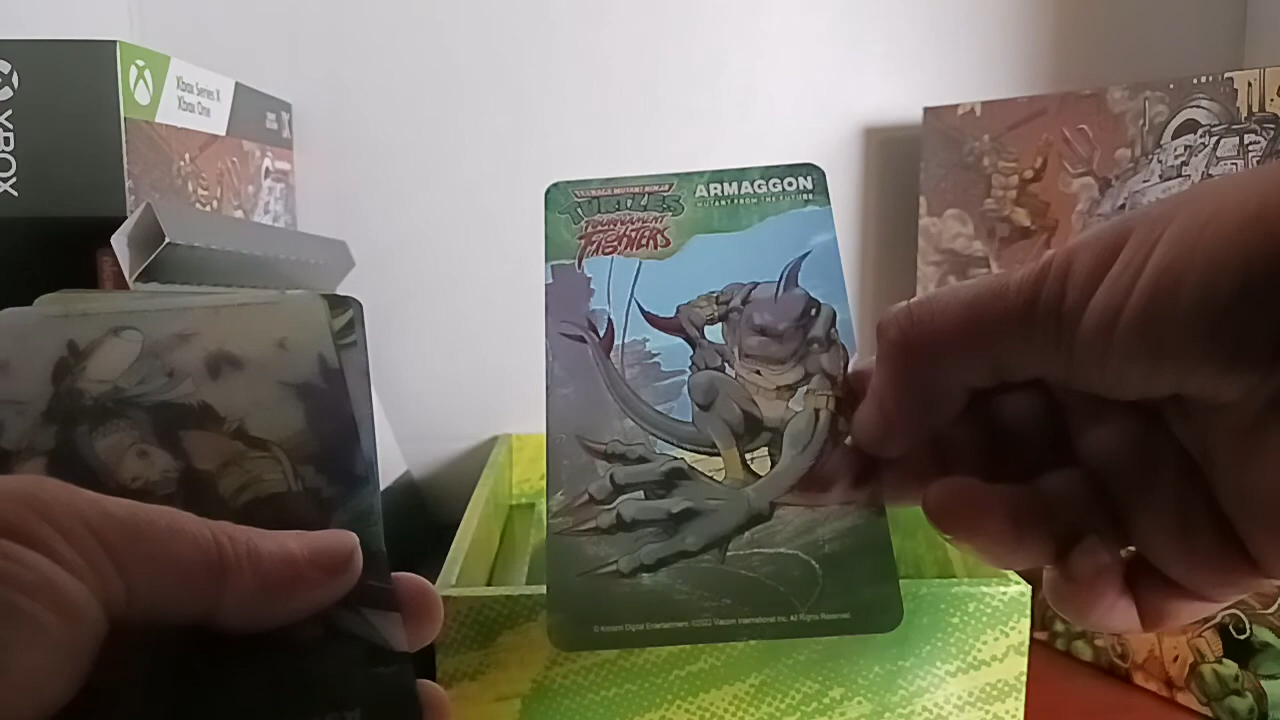 XBOX
Xbox Series X
Xbox One
TEENAGE MUTANT NINJA
TURTLES
TOURNAMENT
FIGHTERS
ARMAGGON
MUTANT FROM THE FUTURE
© Konami Digital Entertainment. ©2022 Viacom International Inc. All Rights Reserved.